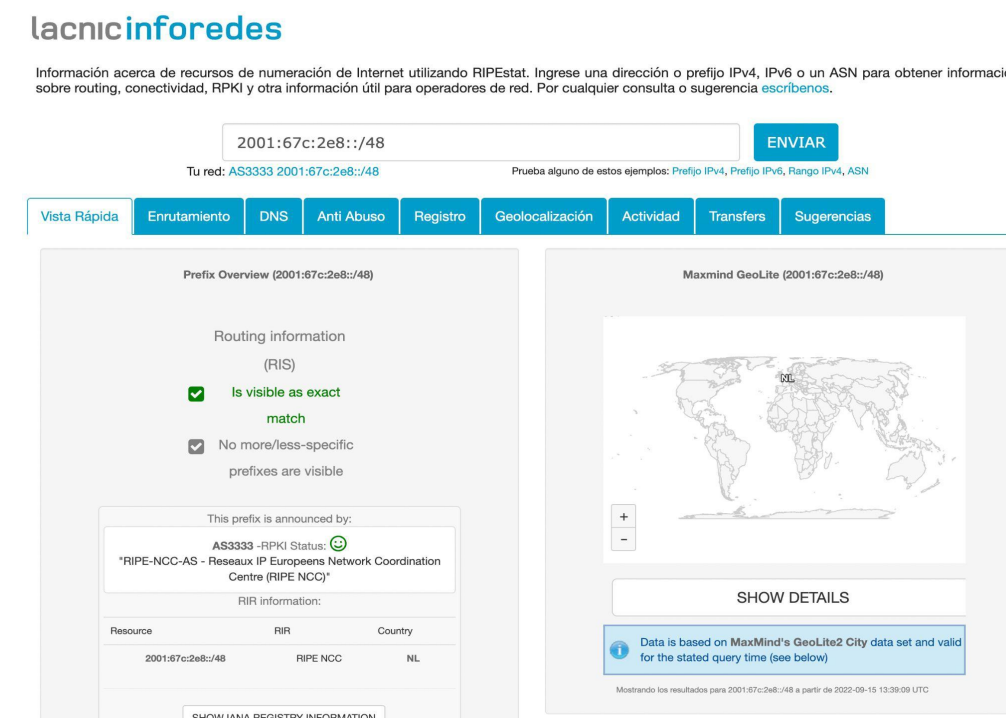 lacnic inforedes
Información acerca de recursos de numeración de Internet utilizando RIPEstat. Ingrese una dirección o prefijo IPv4, IPv6 o un ASN para obtener informació
sobre routing, conectividad, RPKI y otra información útil para operadores de red. Por cualquier consulta o sugerencia escríbenos.
2001:67c:2e8::/48
ENVIAR
Tu red: AS3333 2001:67c:2e8::/48
Prueba alguno de estos ejemplos: Prefijo IPv4, Prefijo IPv6, Rango IPv4, ASN
Vista Rápida Enrutamiento DNS Anti Abuso Registro Geolocalización Actividad Transfers Sugerencias
Prefix Overview (2001:67c:2e8::/48)
Routing information
(RIS)
Is visible as exact
match
No more/less-specific
prefixes are visible
This prefix is announced by:
AS3333 -RPKI Status:
"RIPE-NCC-AS - Reseaux IP Europeens Network Coordination
Centre (RIPE NCC)"
RIR information:
Resource RIR Country
2001:67c:2e8::/48 RIPE NCC NL
SHOW IANA REGISTRY INFORMATION
Maxmind GeoLite (2001:67c:2e8::/48)
NL
+
-
SHOW DETAILS
Data is based on MaxMind's GeoLite2 City data set and valid
for the stated query time (see below)
Mostrando los resultados para 2001:67c:2e8::/48 a partir de 2022-09-15 13:39:09 UTC